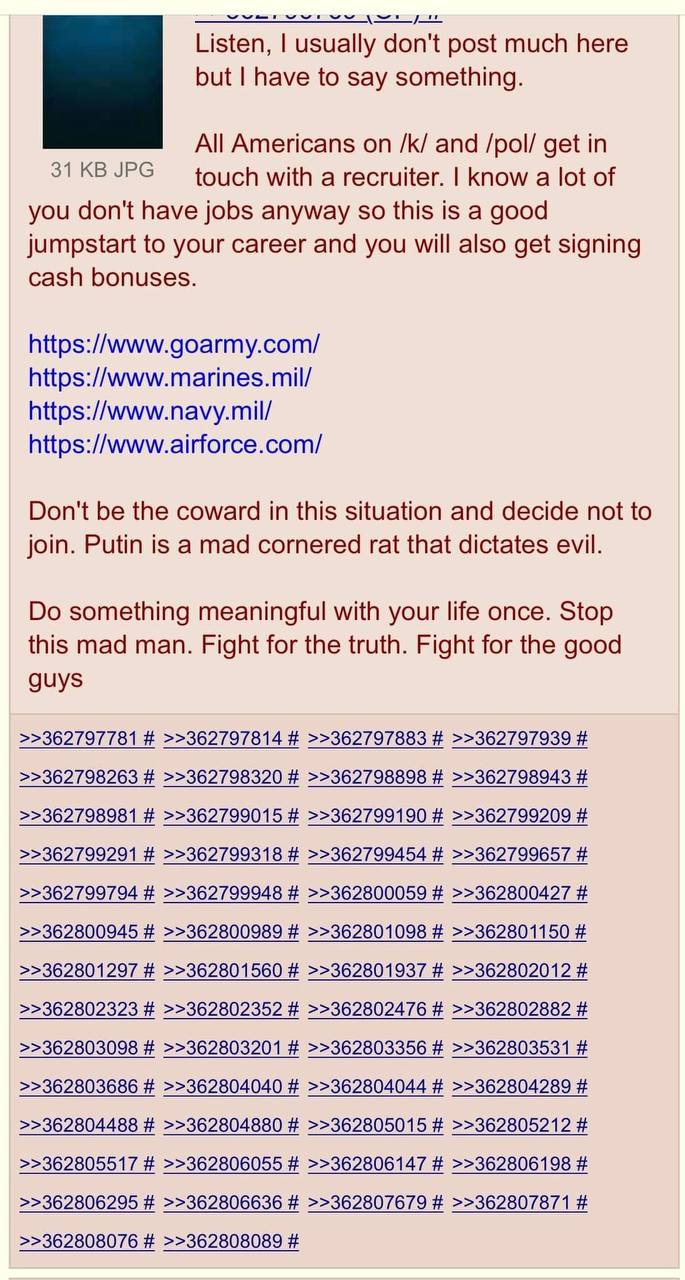 Listen, I usually don't post much here
but I have to say something.
All Americans on /k/ and /pol/ get in
31 KB JPG
touch with a recruiter. I know a lot of
you don't have jobs anyway so this is a good
jumpstart to your career and you will also get signing
cash bonuses.
https://www.goarmy.com/
https://www.marines.mil/
https://www.navy.mil/
https://www.airforce.com/
Don't be the coward in this situation and decide not to
join. Putin is a mad cornered rat that dictates evil.
Do something meaningful with your life once. Stop
this mad man. Fight for the truth. Fight for the good
guys
>>362797781 # >>362797814 # >>362797883 # >>362797939 #
>>362798263 # >>362798320 # >>362798898 # >>362798943 #
>>362798981 # >>362799015 # >>362799190 # >>362799209 #
>>362799291 # >>362799318 # >>362799454 # >>362799657 #
>>362799794 # >>362799948 # >>362800059 # >>362800427 #
>>362800945 # >>362800989 # >>362801098 # >>362801150 #
>>362801297 # >>362801560 # >>362801937 # >>362802012 #
>>362802323 # >>362802352 # >>362802476 # >>362802882 #
>>362803098 # >>362803201 # >>362803356 # >>362803531 #
>>362803686 # >>362804040 # >>362804044 # >>362804289 #
>>362804488 # >>362804880 # >>362805015 # >>362805212 #
>>362805517 # >>362806055 # >>362806147 # >>362806198 #
>>362806295 # >>362806636 # >>362807679 # >>362807871 #
>>362808076 # >>362808089 #